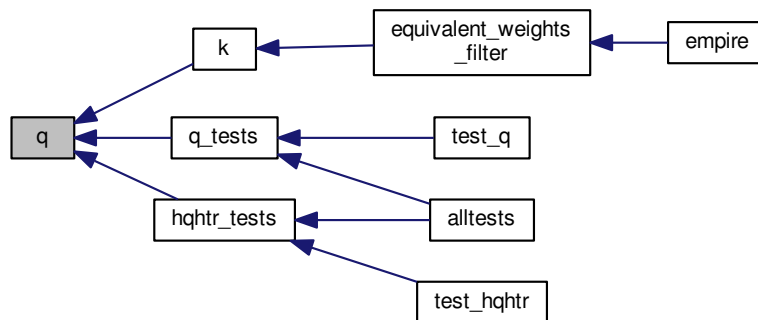 q
k
equivalent_weights
_filter
empire
q_tests
test_q
hqhtr_tests
alltests
test_hqhtr